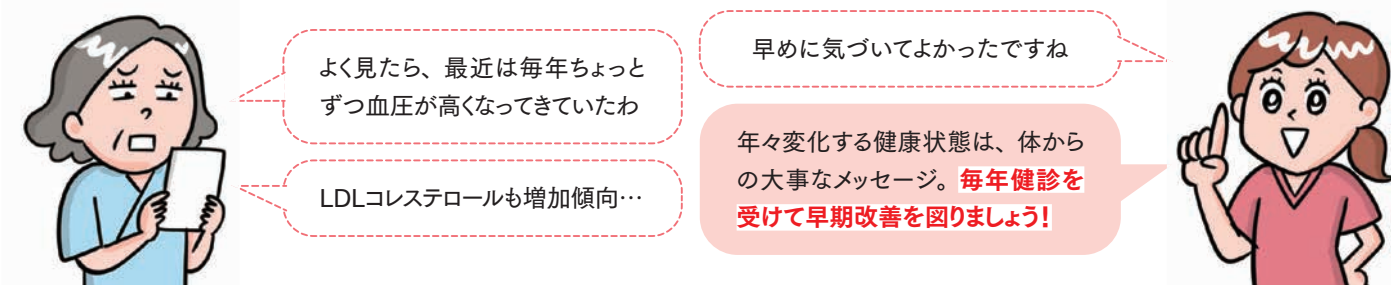 よく見たら、最近は毎年ちょっと
ずつ血圧が高くなってきていたわ
早めに気づいてよかったですね
LDLコレステロールも増加傾向…
年々変化する健康状態は、体から
の大事なメッセージ。毎年健診を
受けて早期改善を図りましょう!